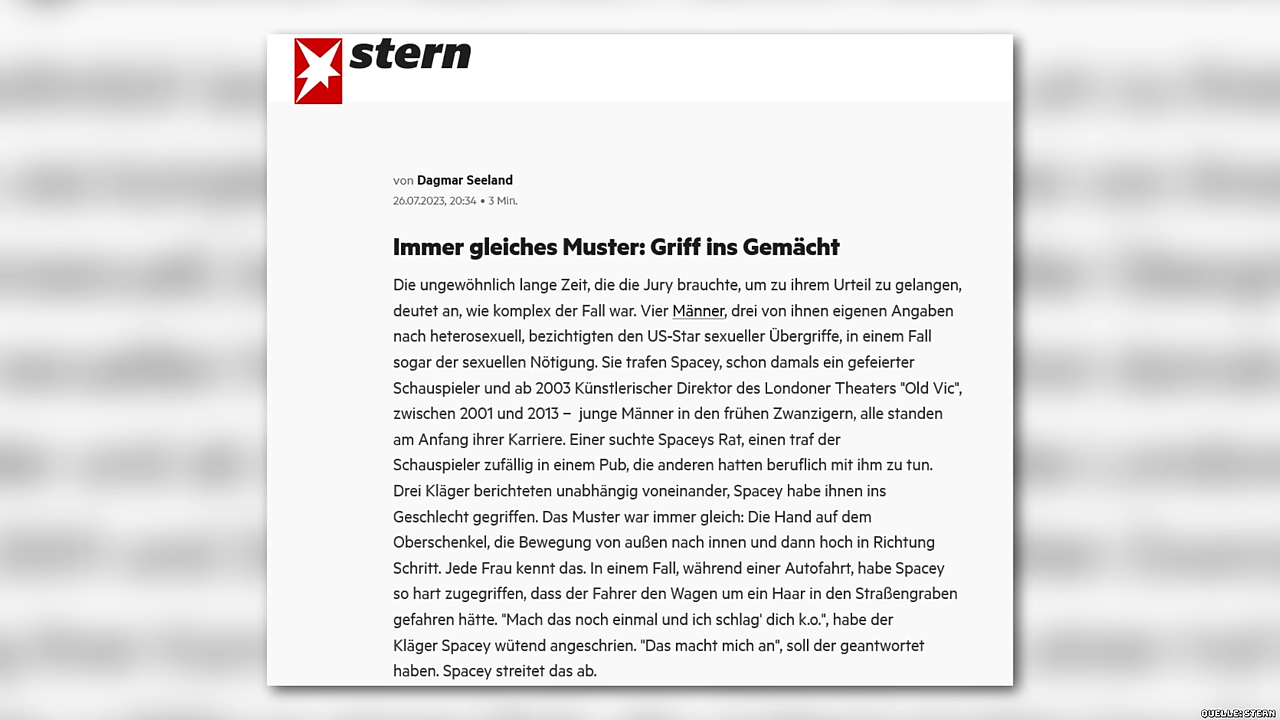 stern
von Dagmar Seeland
26.07.2023, 20:34 • 3 Min.
Immer gleiches Muster: Griff ins Gemächt
Die ungewöhnlich lange Zeit, die die Jury brauchte, um zu ihrem Urteil zu gelangen,
deutet an, wie komplex der Fall war. Vier Männer, drei von ihnen eigenen Angaben
nach heterosexuell, bezichtigten den US-Star sexueller Übergriffe, in einem Fall
sogar der sexuellen Nötigung. Sie trafen Spacey, schon damals ein gefeierter
Schauspieler und ab 2003 Künstlerischer Direktor des Londoner Theaters "Old Vic",
zwischen 2001 und 2013 –  junge Männer in den frühen Zwanzigern, alle standen
am Anfang ihrer Karriere. Einer suchte Spaceys Rat, einen traf der
Schauspieler zufällig in einem Pub, die anderen hatten beruflich mit ihm zu tun.
Drei Kläger berichteten unabhängig voneinander, Spacey habe ihnen ins
Geschlecht gegriffen. Das Muster war immer gleich: Die Hand auf dem
Oberschenkel, die Bewegung von außen nach innen und dann hoch in Richtung
Schritt. Jede Frau kennt das. In einem Fall, während einer Autofahrt, habe Spacey
so hart zugegriffen, dass der Fahrer den Wagen um ein Haar in den Straßengraben
gefahren hätte. "Mach das noch einmal und ich schlag' dich k.o.", habe der
Kläger Spacey wütend angeschrien. "Das macht mich an", soll der geantwortet
haben. Spacey streitet das ab.
QUELLE: STERN